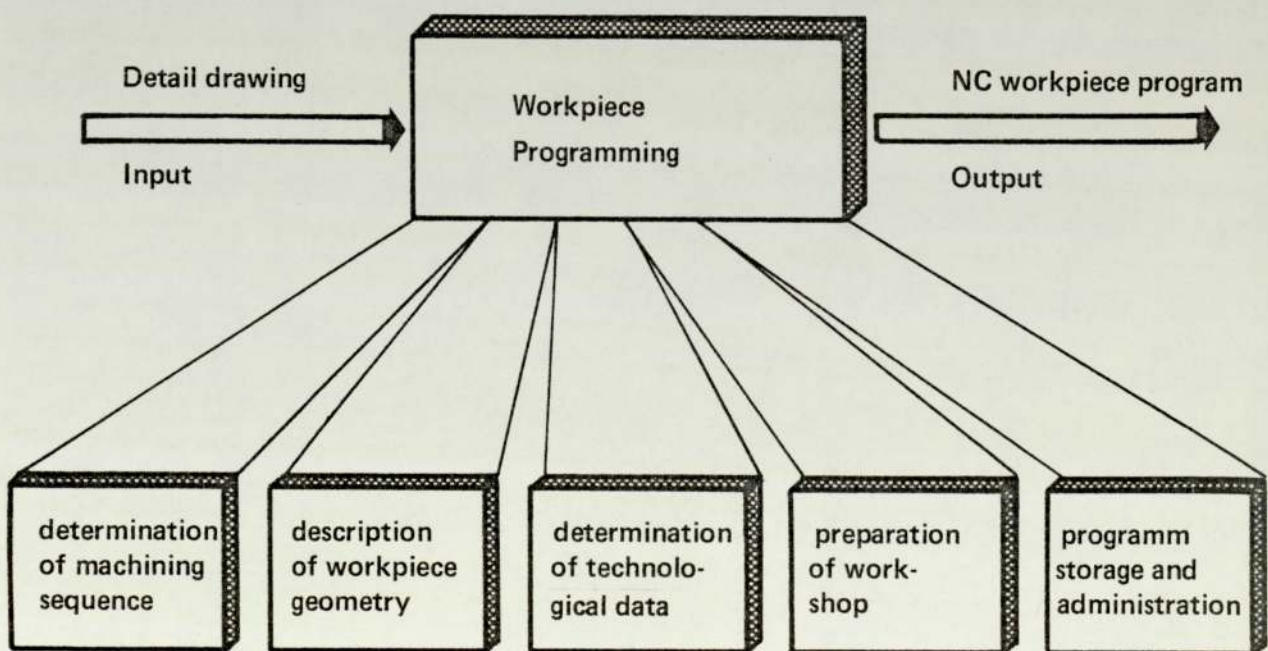 Detail drawing
Input
Workpiece
Programming
NC workpiece program
Output
determination
of machining
sequence
description
of workpiece
geometry
determination
of technolo-
gical data
preparation
of work-
shop
programm
storage and
administration